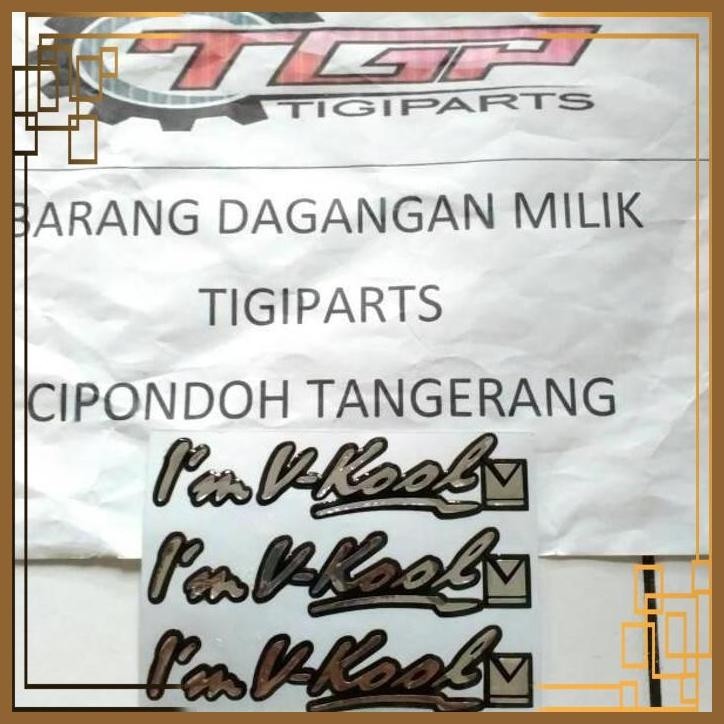 TGP
TIGIPARTS
BARANG DAGANGAN MILIK
TIGIPARTS
CIPONDOH TANGERANG
I'm V-Kool
I'm V-Kool
I'm V-Kool